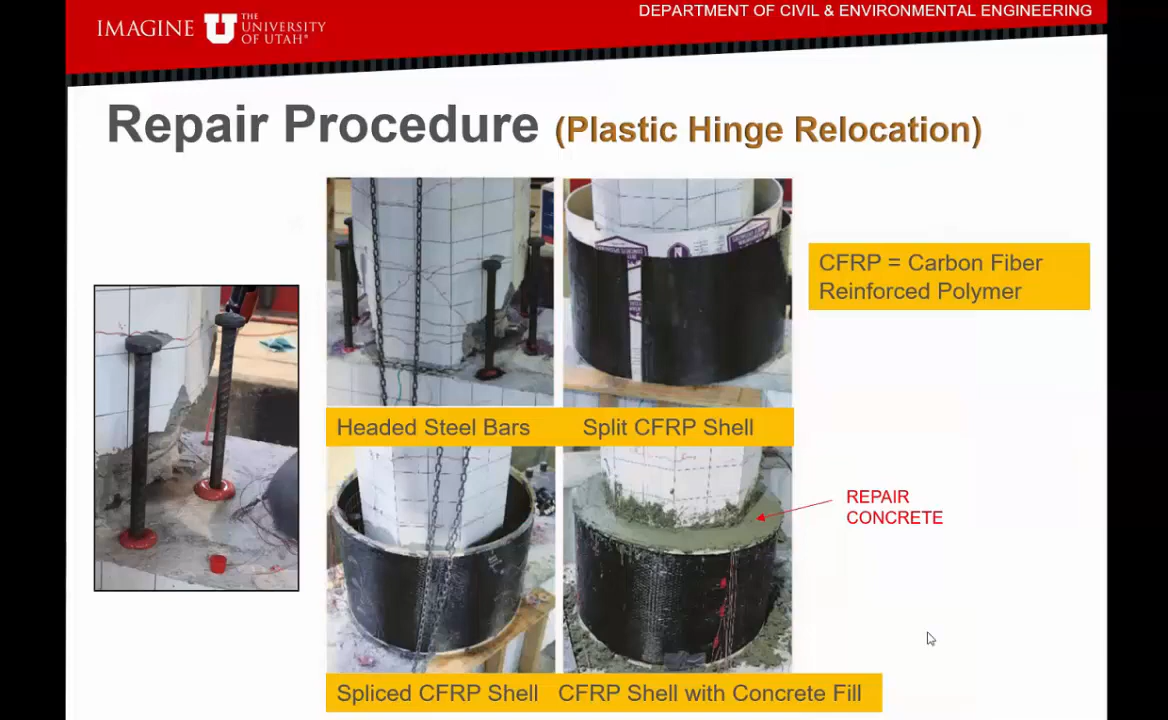 IMAGINE
THE
UNIVERSITY
OF UTAH®
DEPARTMENT OF CIVIL & ENVIRONMENTAL ENGINEERING
Repair Procedure (Plastic Hinge Relocation)
CFRP = Carbon Fiber
Reinforced Polymer
Headed Steel Bars
Split CFRP Shell
REPAIR
CONCRETE
Spliced CFRP Shell
CFRP Shell with Concrete Fill